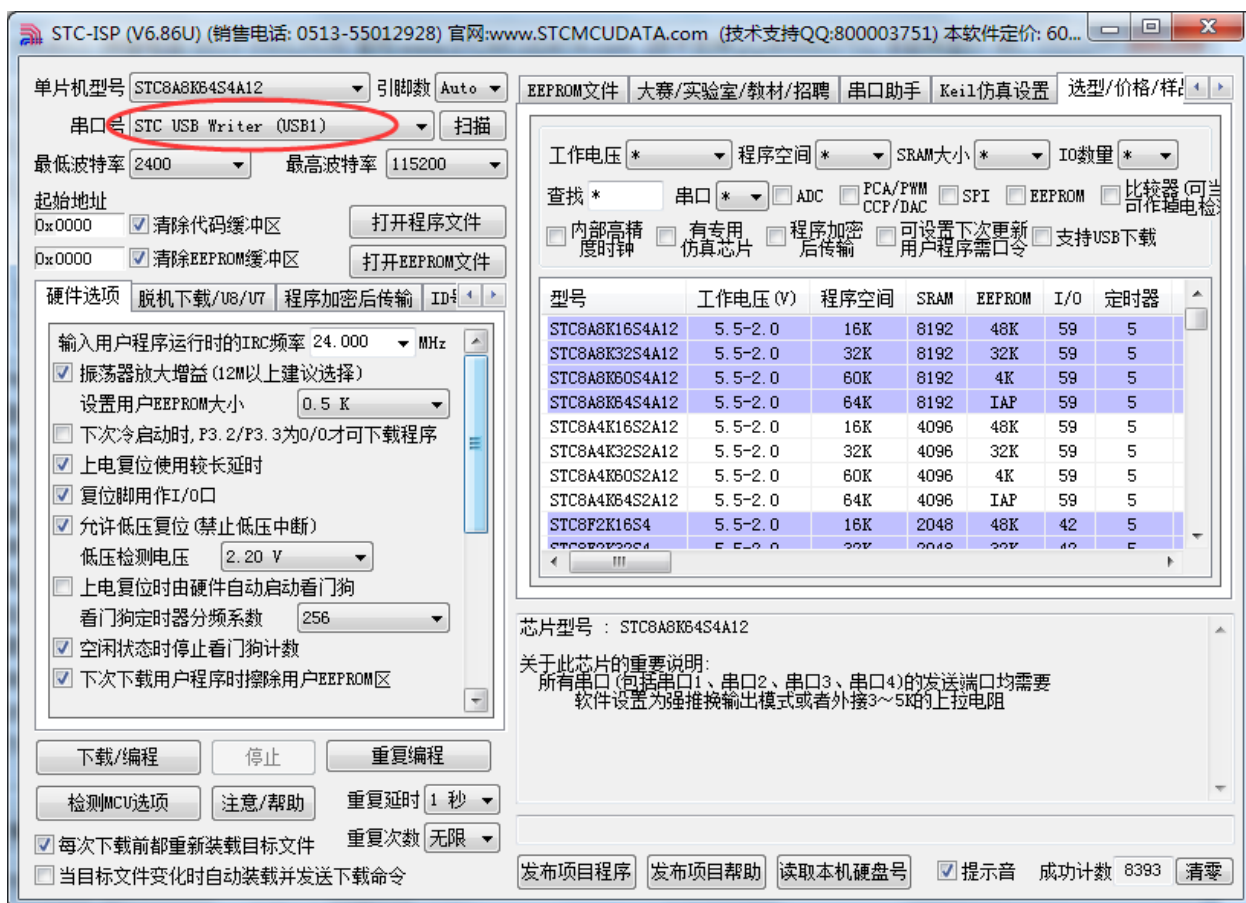 STC-ISP (V6.86U) (销售电话: 0513-55012928) 官网:www.STCMCUDATA.com (技术支持QQ:800003751) 本软件定价: 60...
单片机型号 STC8A8K64S4A12 引脚数 Auto
串口号 STC USB Writer (USB1) 扫描
最低波特率 2400 最高波特率 115200
起始地址
0x0000 清除代码缓冲区 打开程序文件
0x0000 清除EEPROM缓冲区 打开EEPROM文件
硬件选项 脱机下载/U8/U7 程序加密后传输
输入用户程序运行时的IRC频率 24.000 MHz
振荡器放大增益(12M以上建议选择)
设置用户EEPROM大小 0.5 K
下次冷启动时,P3.2/P3.3为0/0才可下载程序
上电复位使用较长延时
复位脚用作I/O口
允许低压复位(禁止低压中断)
低压检测电压 2.20 V
上电复位时由硬件自动启动看门狗
看门狗定时器分频系数 256
空闲状态时停止看门狗计数
下次下载用户程序时擦除用户EEPROM区
下载/编程 停止 重复编程
检测MCU选项 注意/帮助 重复延时 1 秒
每次下载前都重新装载目标文件 重复次数 无限
当目标文件变化时自动装载并发送下载命令
EEPROM文件 大赛/实验室/教材/招聘 串口助手 Keil仿真设置 选型/价格/样
工作电压 * 程序空间 * SRAM大小 * IO数量 *
查找 * 串口 * ADC PCA/PWM CCP/DAC SPI EEPROM 比较器(可当
内部高精度时钟 有专用仿真芯片 程序加密后传输 可设置下次更新用户程序需口令 支持USB下载
型号 工作电压(V) 程序空间 SRAM EEPROM I/O 定时器
STC8A8K16S4A12 5.5-2.0 16K 8192 48K 59 5
STC8A8K32S4A12 5.5-2.0 32K 8192 32K 59 5
STC8A8K60S4A12 5.5-2.0 60K 8192 4K 59 5
STC8A8K64S4A12 5.5-2.0 64K 8192 IAP 59 5
STC8A4K16S2A12 5.5-2.0 16K 4096 48K 59 5
STC8A4K32S2A12 5.5-2.0 32K 4096 32K 59 5
STC8A4K60S2A12 5.5-2.0 60K 4096 4K 59 5
STC8A4K64S2A12 5.5-2.0 64K 4096 IAP 59 5
STC8F2K16S4 5.5-2.0 16K 2048 48K 42 5
STC8F2K32S4 5.5-2.0 32K 2048 32K 42 5
芯片型号 : STC8A8K64S4A12
关于此芯片的重要说明:
所有串口(包括串口1、串口2、串口3、串口4)的发送端口均需要
软件设置为强推挽输出模式或者外接3～5K的上拉电阻
发布项目程序 发布项目帮助 读取本机硬盘号 提示音 成功计数 8393 清零